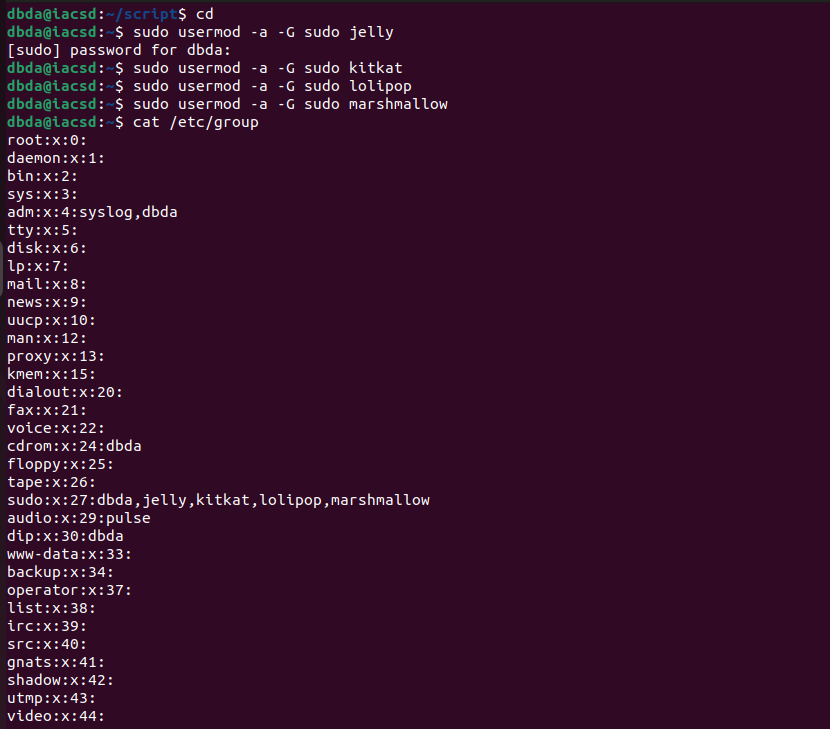 dbda@iacsd:~/script$ cd
dbda@iacsd:~$ sudo usermod -a -G sudo jelly
[sudo] password for dbda:
dbda@iacsd:~$ sudo usermod -a -G sudo kitkat
dbda@iacsd:~$ sudo usermod -a -G sudo lolipop
dbda@iacsd:~$ sudo usermod -a -G sudo marshmallow
dbda@iacsd:~$ cat /etc/group
root:x:0:
daemon:x:1:
bin:x:2:
sys:x:3:
adm:x:4:syslog,dbda
tty:x:5:
disk:x:6:
lp:x:7:
mail:x:8:
news:x:9:
uucp:x:10:
man:x:12:
proxy:x:13:
kmem:x:15:
dialout:x:20:
fax:x:21:
voice:x:22:
cdrom:x:24:dbda
floppy:x:25:
tape:x:26:
sudo:x:27:dbda,jelly,kitkat,lolipop,marshmallow
audio:x:29:pulse
dip:x:30:dbda
www-data:x:33:
backup:x:34:
operator:x:37:
list:x:38:
irc:x:39:
src:x:40:
gnats:x:41:
shadow:x:42:
utmp:x:43:
video:x:44: